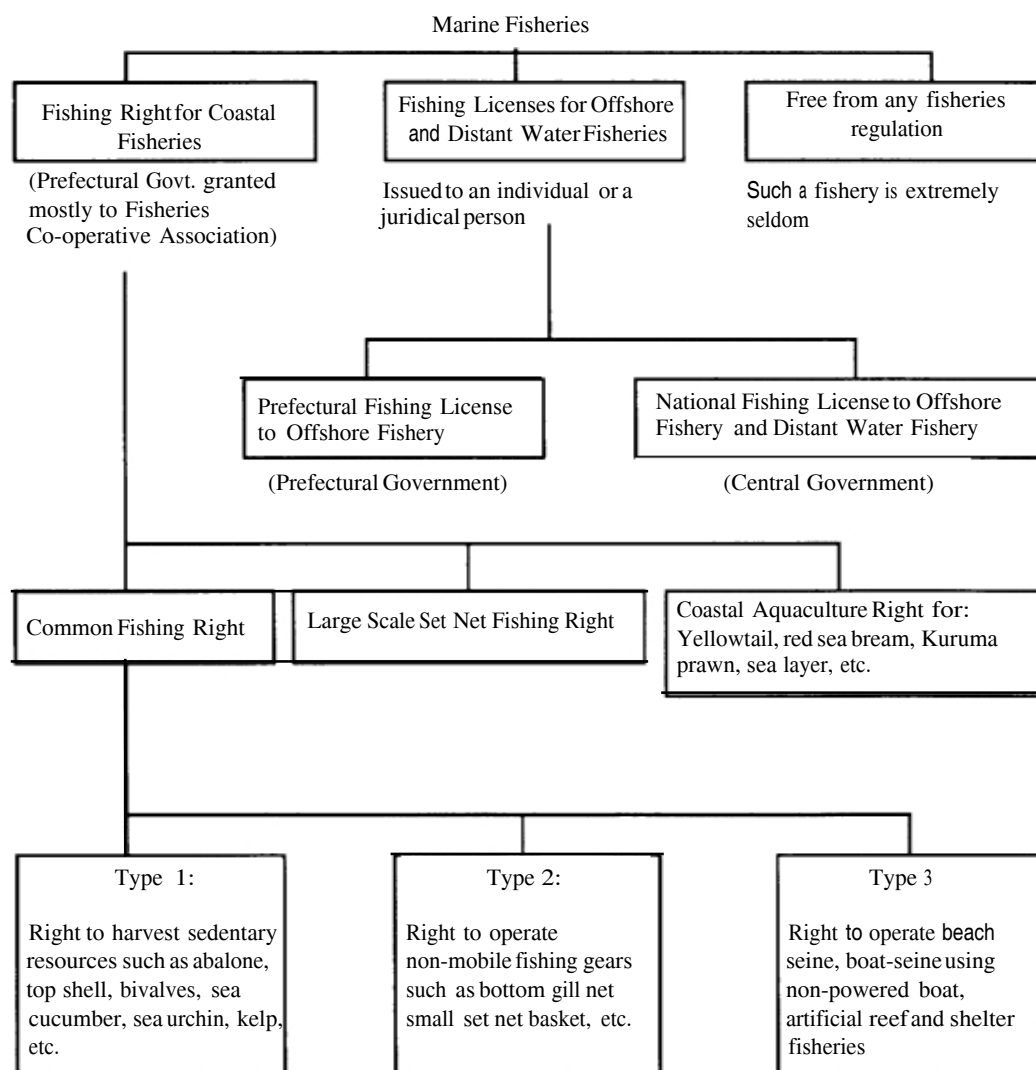 Marine Fisheries
Fishing Right for Coastal
Fisheries
(Prefectural Govt. granted
mostly to Fisheries
Co-operative Association)
Fishing Licenses for Offshore
and Distant Water Fisheries
Issued to an individual or a
juridical person
Free from any fisheries
regulation
Such a fishery is extremely
seldom
Prefectural Fishing License
to Offshore Fishery
(Prefectural Government)
National Fishing License to Offshore
Fishery and Distant Water Fishery
(Central Government)
Common Fishing Right
Large Scale Set Net Fishing Right
Coastal Aquaculture Right for:
Yellowtail, red sea bream, Kuruma
prawn, sea layer, etc.
Type 1:
Right to harvest sedentary
resources such as abalone,
top shell, bivalves, sea
cucumber, sea urchin, kelp,
etc.
Type 2:
Right to operate
non-mobile fishing gears
such as bottom gill net
small set net basket, etc.
Type 3
Right to operate beach
seine, boat-seine using
non-powered boat,
artificial reef and shelter
fisheries